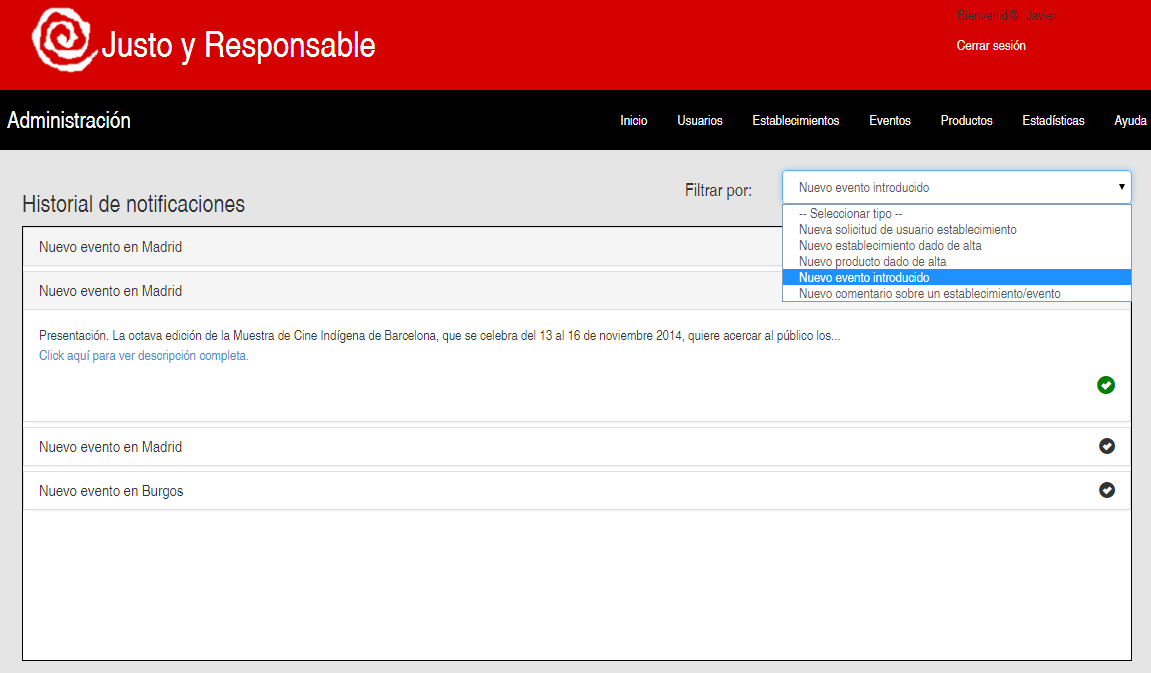 Bienvenid@, Javier
Justo y Responsable
Cerrar sesión
Administración
Inicio
Usuarios
Establecimientos
Eventos
Productos
Estadísticas
Ayuda
Historial de notificaciones
Filtrar por:
Nuevo evento introducido
-- Seleccionar tipo --
Nueva solicitud de usuario establecimiento
Nuevo establecimiento dado de alta
Nuevo producto dado de alta
Nuevo evento introducido
Nuevo comentario sobre un establecimiento/evento
Nuevo evento en Madrid
Nuevo evento en Madrid
Presentación. La octava edición de la Muestra de Cine Indígena de Barcelona, que se celebra del 13 al 16 de noviembre 2014, quiere acercar al público los...
Click aquí para ver descripción completa.
Nuevo evento en Madrid
Nuevo evento en Burgos